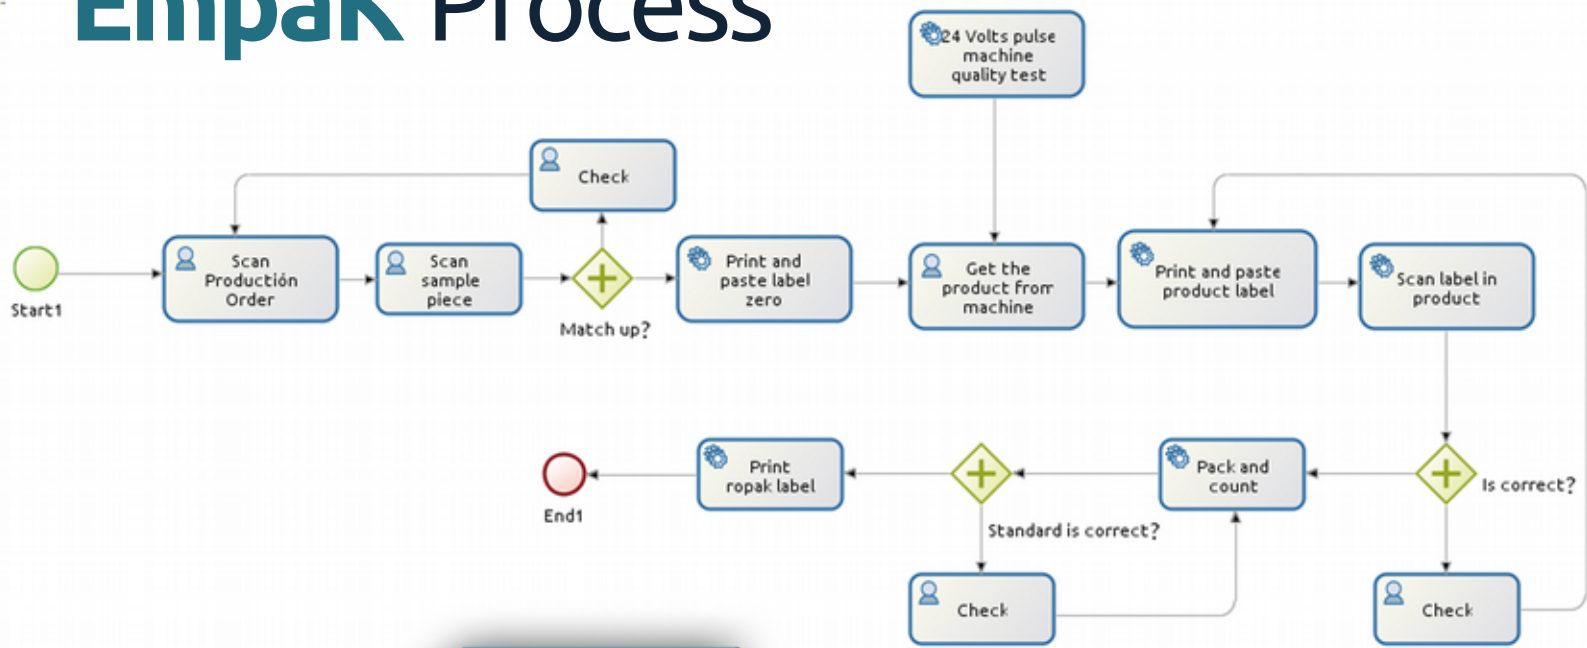 Empak Process
24 Volts pulse
machine
quality test
Check
Start1
Scan
Productión
Order
Scan
sample
piece
Match up?
Print and
paste label
zero
Get the
product from
machine
Print and paste
product label
Scan label in
product
End1
Print
ropak label
Standard is correct?
Pack and
count
Is correct?
Check
Check